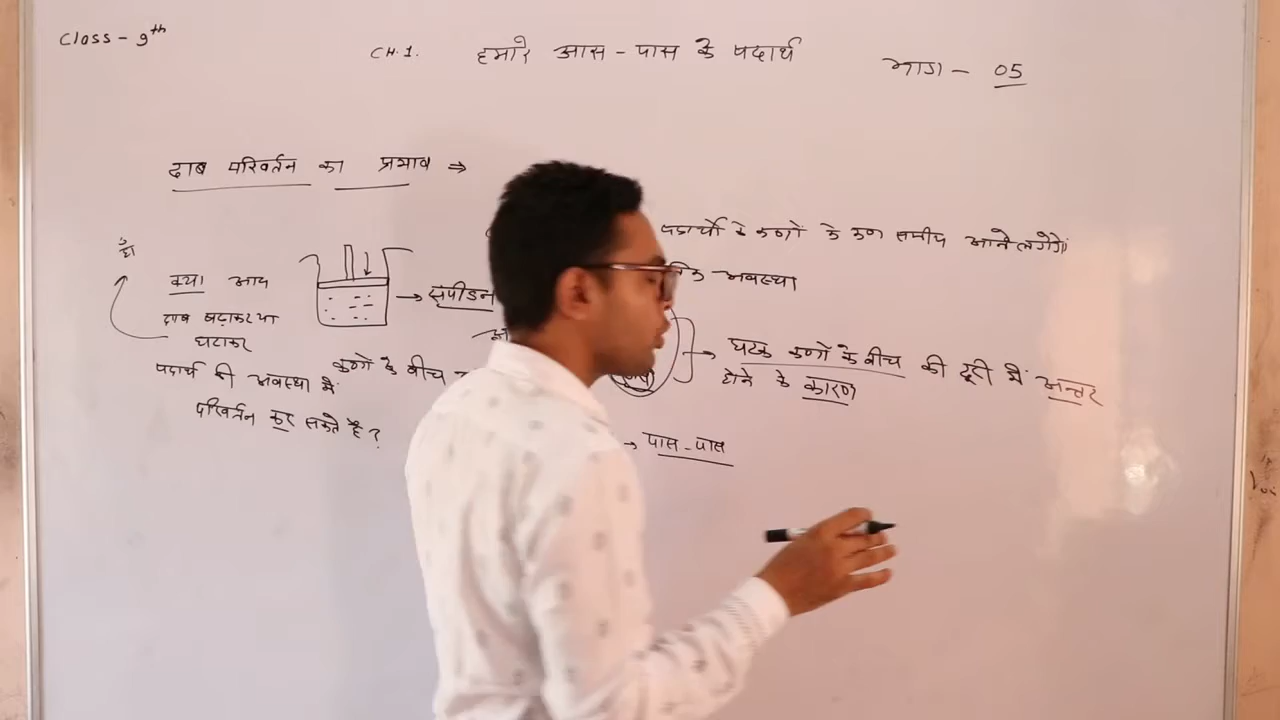 Class - 9th
CH.1. हमारे आस - पास के पदार्थ
भाग - 05
दाब परिवर्तन का प्रभाव ⇒
पदार्थो के कणों के कण समीप आने लगेगें
अवस्था
हाँ
क्या आप
दाब बढ़ाकर या
घटाकर
पदार्थ की अवस्था में
परिवर्तन कर सकते है ?
→ संपीडन
कणों के बीच
→ घटक कणों के बीच की दूरी में अन्तर
होने के कारण
→ पास - पास